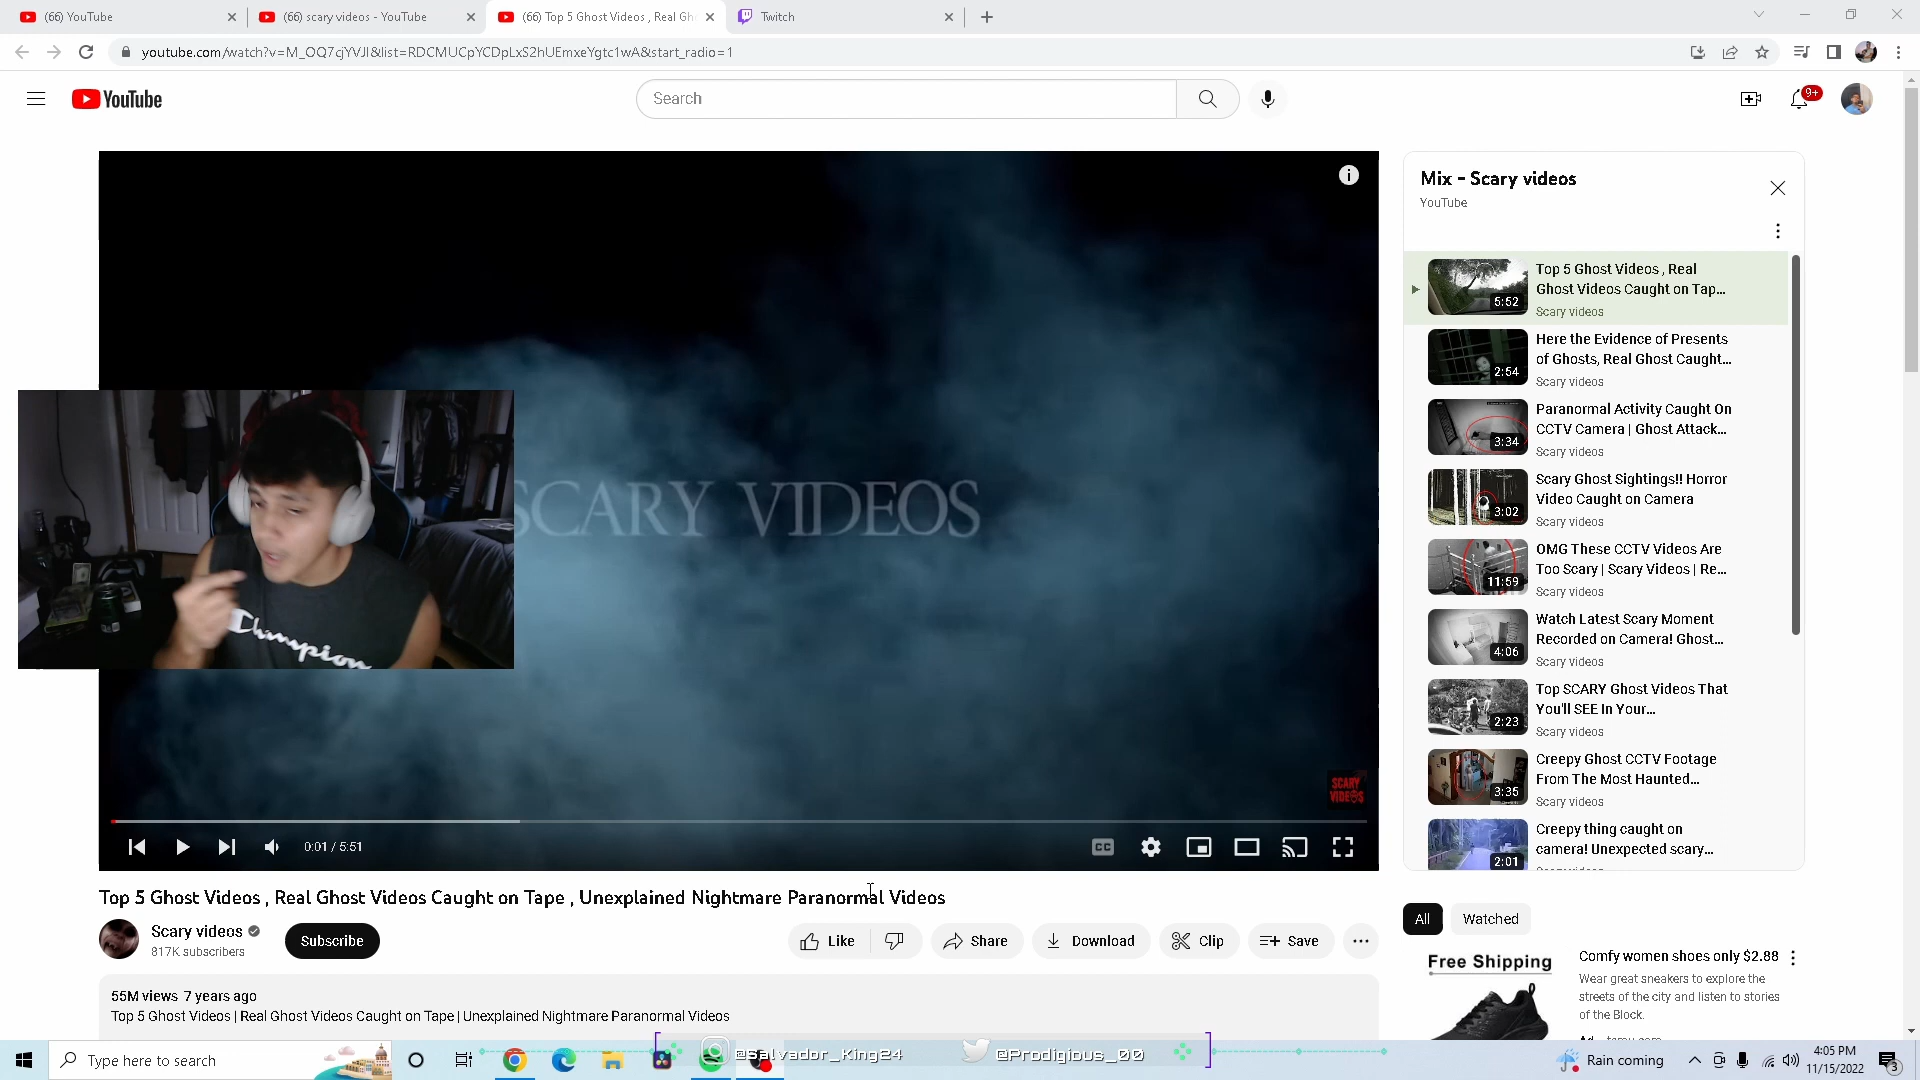 (66) YouTube
(66) scary videos - YouTube
(66) Top 5 Ghost Videos , Real Gh
Twitch
youtube.com/watch?v=M_OQ7cjYVJI&list=RDCMUCpYCDpLxS2hUEmxeYgtc1wA&start_radio=1
YouTube
Search
9+
SCARY VIDEOS
Champion
SCARY
VIDEOS
0:01 / 5:51
CC
Top 5 Ghost Videos , Real Ghost Videos Caught on Tape , Unexplained Nightmare Paranormal Videos
Scary videos
817K subscribers
Subscribe
Like
Share
Download
Clip
Save
55M views 7 years ago
Top 5 Ghost Videos | Real Ghost Videos Caught on Tape | Unexplained Nightmare Paranormal Videos
Mix - Scary videos
YouTube
Top 5 Ghost Videos , Real
Ghost Videos Caught on Tap...
Scary videos
5:52
Here the Evidence of Presents
of Ghosts, Real Ghost Caught...
Scary videos
2:54
Paranormal Activity Caught On
CCTV Camera | Ghost Attack...
Scary videos
3:34
Scary Ghost Sightings!! Horror
Video Caught on Camera
Scary videos
3:02
OMG These CCTV Videos Are
Too Scary | Scary Videos | Re...
Scary videos
11:59
Watch Latest Scary Moment
Recorded on Camera! Ghost...
Scary videos
4:06
Top SCARY Ghost Videos That
You'll SEE In Your...
Scary videos
2:23
Creepy Ghost CCTV Footage
From The Most Haunted...
Scary videos
3:35
Creepy thing caught on
camera! Unexpected scary...
2:01
All
Watched
Free Shipping
Comfy women shoes only $2.88
Wear great sneakers to explore the
streets of the city and listen to stories
of the Block.
Type here to search
@Salvador_King24
@Prodigious_00
Rain coming
4:05 PM
11/15/2022
3